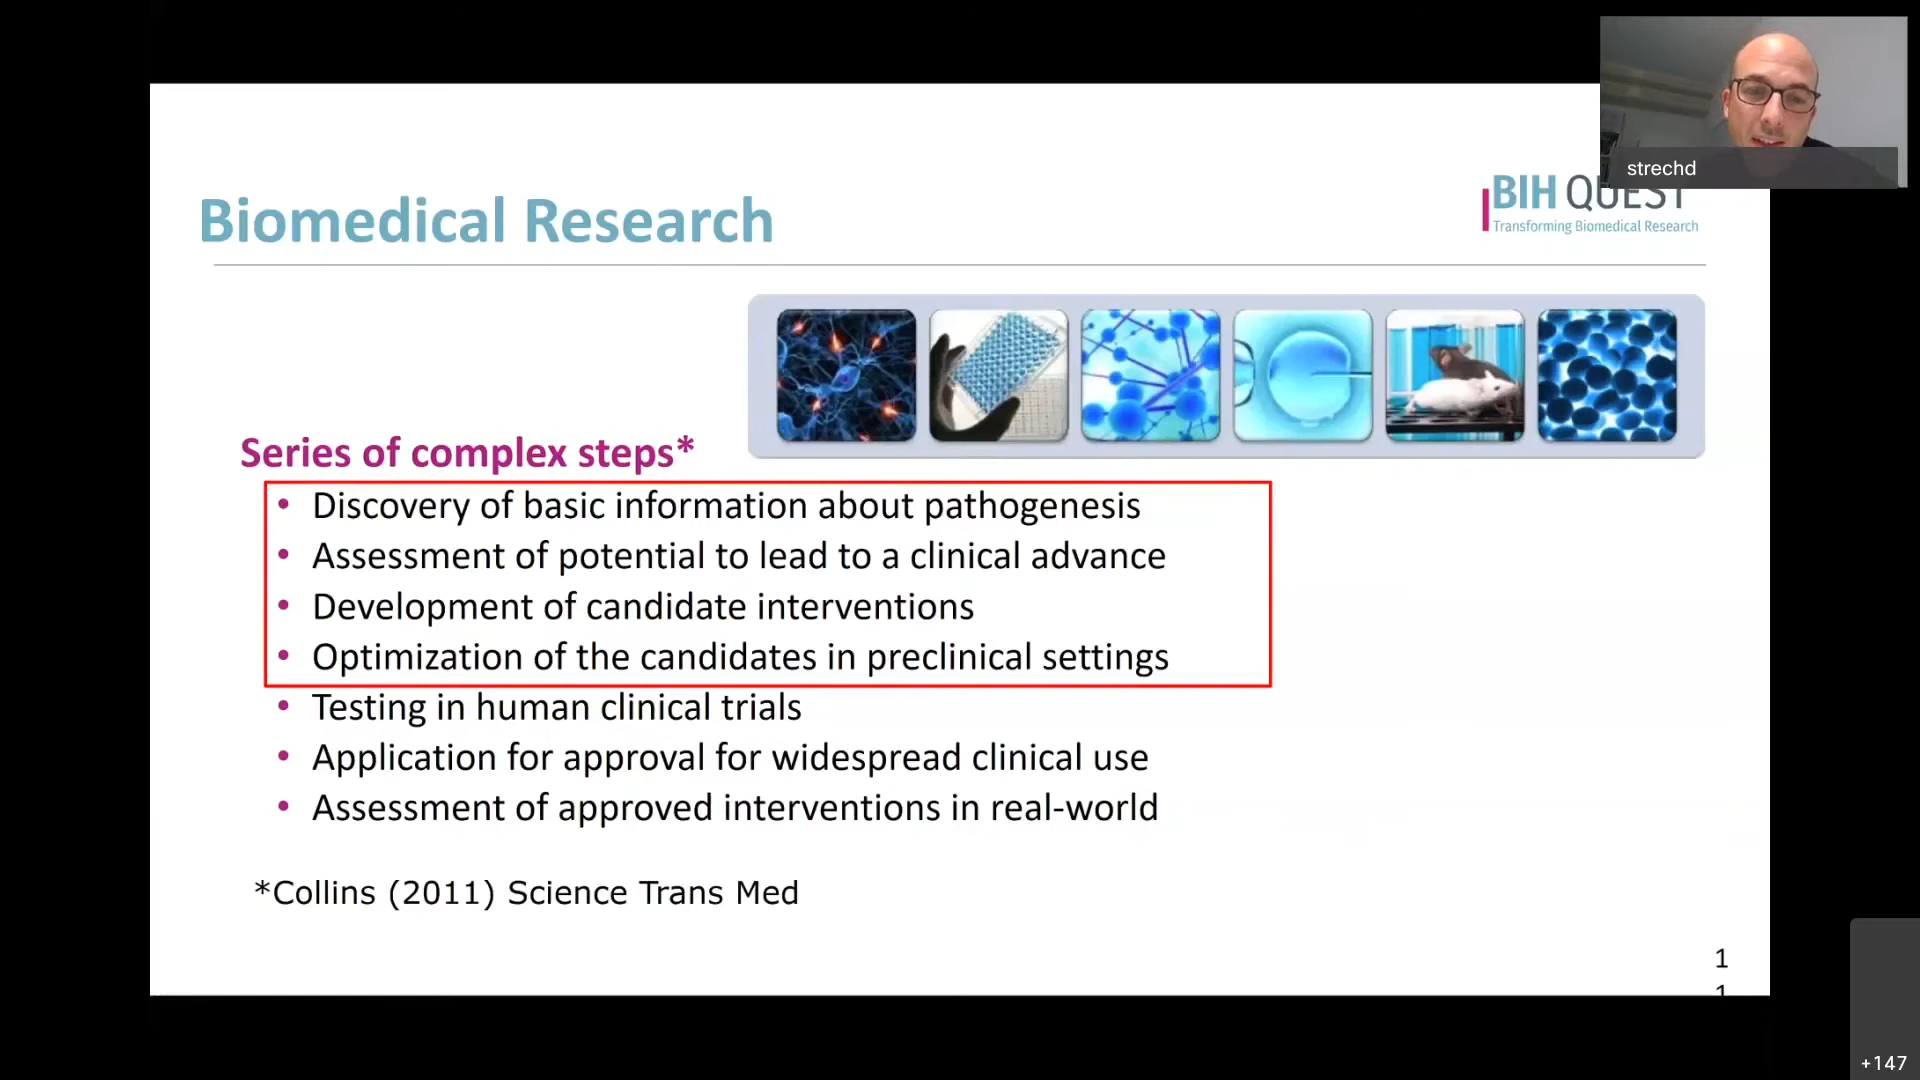 strechd
BIH QUEST
Transforming Biomedical Research
Biomedical Research
Series of complex steps*
• Discovery of basic information about pathogenesis
• Assessment of potential to lead to a clinical advance
• Development of candidate interventions
• Optimization of the candidates in preclinical settings
• Testing in human clinical trials
• Application for approval for widespread clinical use
• Assessment of approved interventions in real-world
*Collins (2011) Science Trans Med
1
1
+147